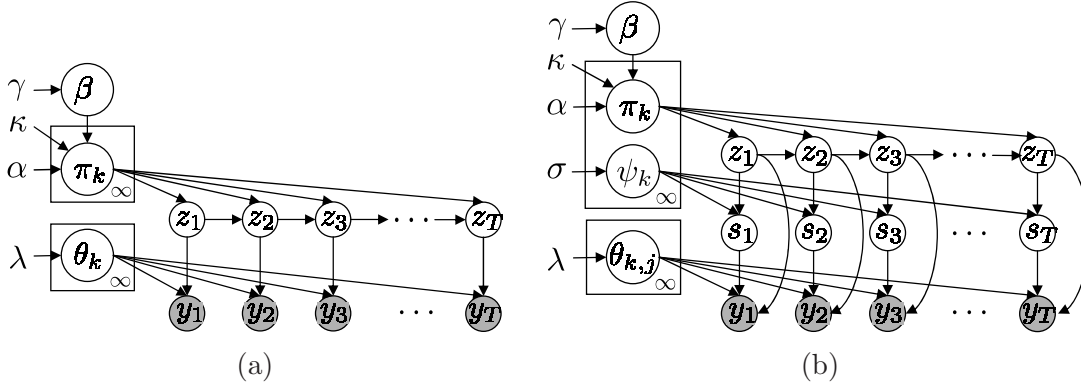 γ β
κ
α π_k ∞
z_1 z_2 z_3 · · · z_T
λ θ_k ∞
y_1 y_2 y_3 · · · y_T
(a)
γ β
κ
α π_k
z_1 z_2 z_3 · · · z_T
σ ψ_k ∞
s_1 s_2 s_3 · · · s_T
λ θ_{k,j} ∞
y_1 y_2 y_3 · · · y_T
(b)